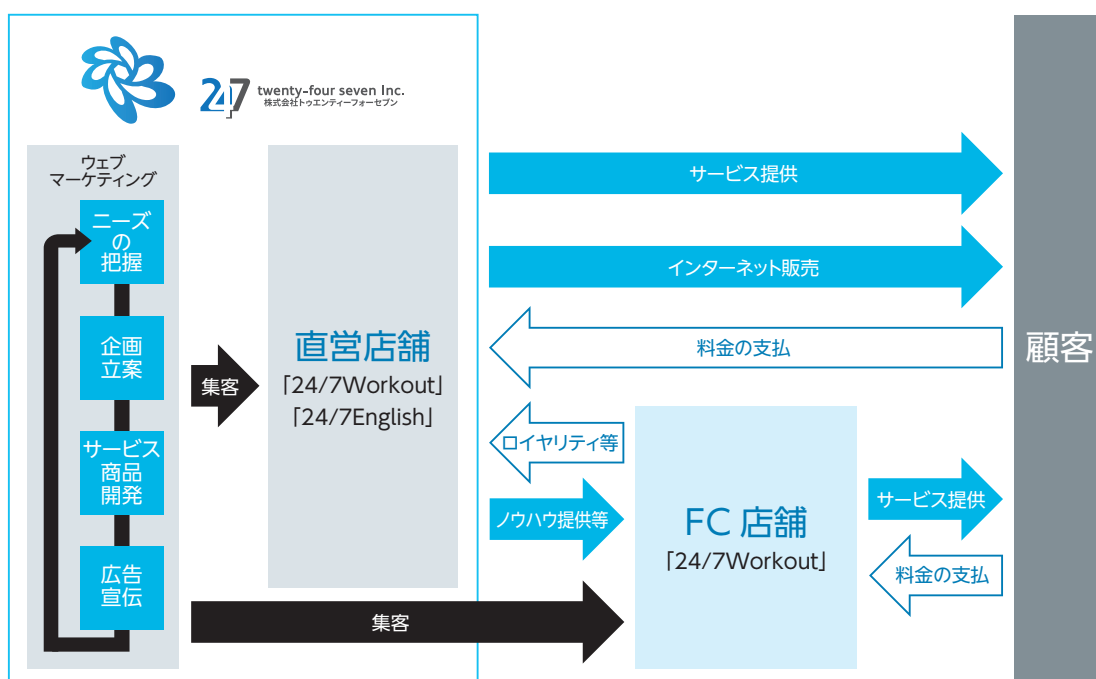 247
twenty-four seven Inc.
株式会社トゥエンティーフォーセブン
ウェブ
マーケティング
ニーズ
の
把握
企画
立案
サービス
商品
開発
広告
宣伝
集客
直営店舗
「24/7Workout」
「24/7English」
サービス提供
インターネット販売
料金の支払
ロイヤリティ等
ノウハウ提供等
集客
FC 店舗
「24/7Workout」
サービス提供
料金の支払
顧客